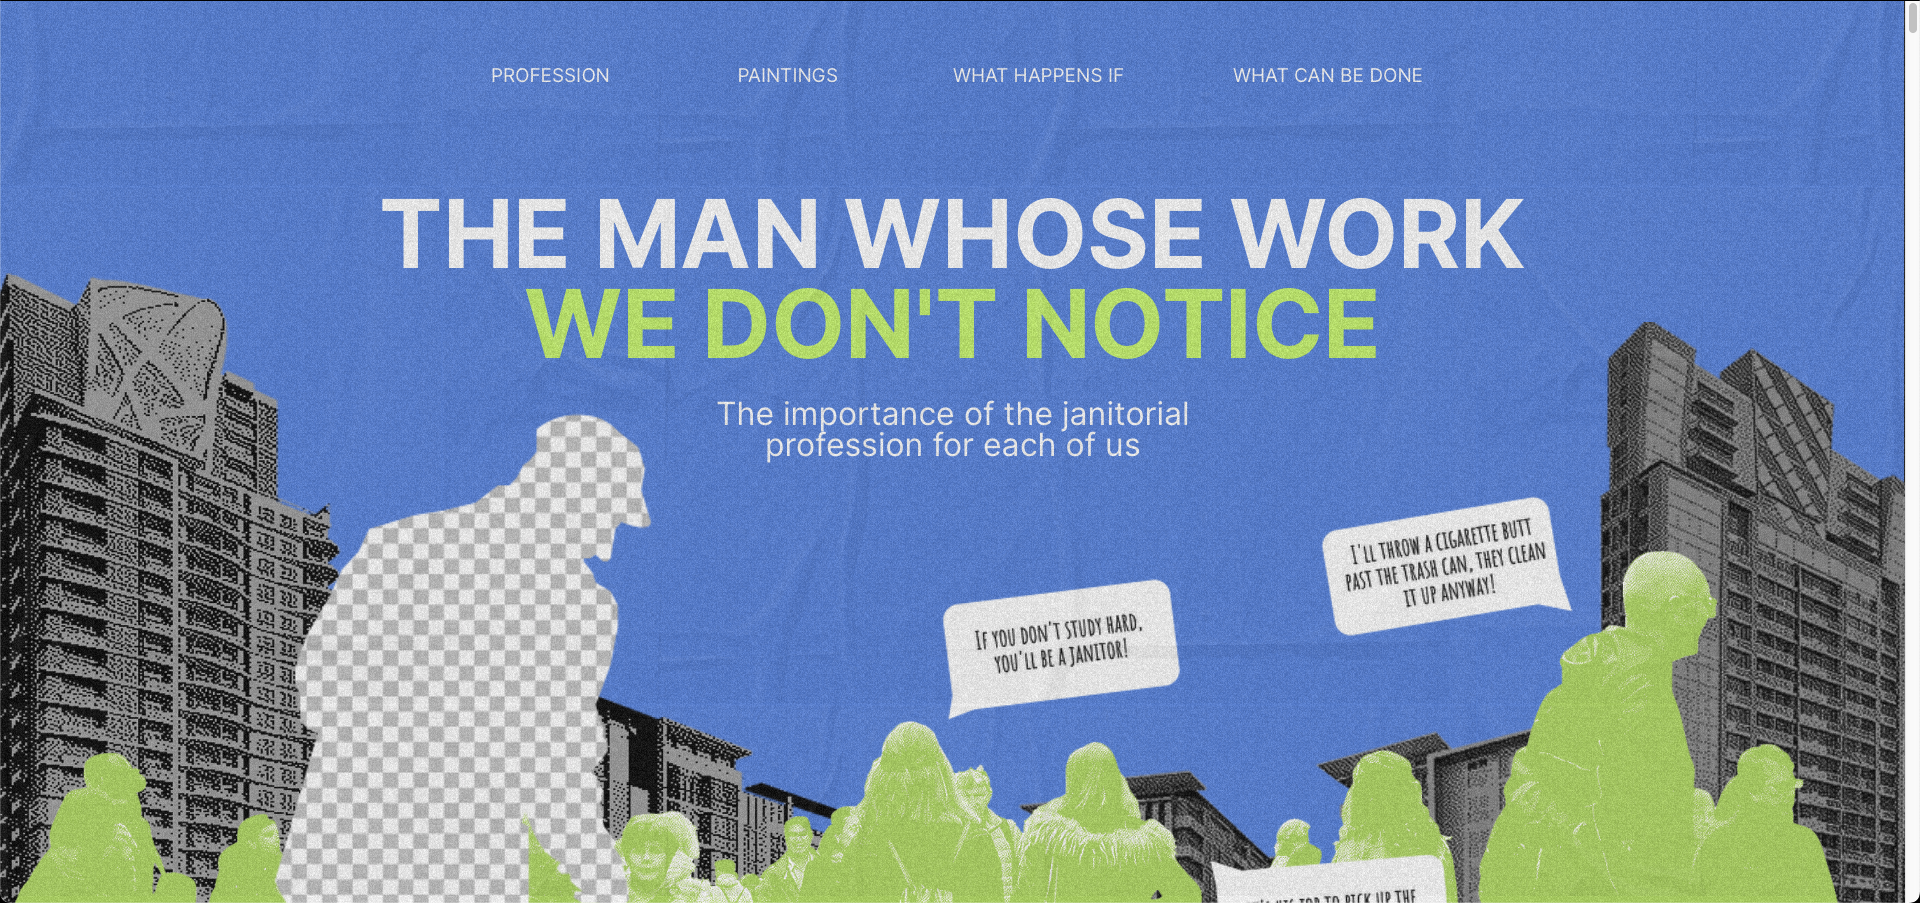 PROFESSION PAINTINGS WHAT HAPPENS IF WHAT CAN BE DONE
THE MAN WHOSE WORK
WE DON'T NOTICE
The importance of the janitorial
profession for each of us
I'LL THROW A CIGARETTE BUTT
PAST THE TRASH CAN, THEY CLEAN
IT UP ANYWAY!
IF YOU DON'T STUDY HARD,
YOU'LL BE A JANITOR!
HIS JOB TO PICK UP THE